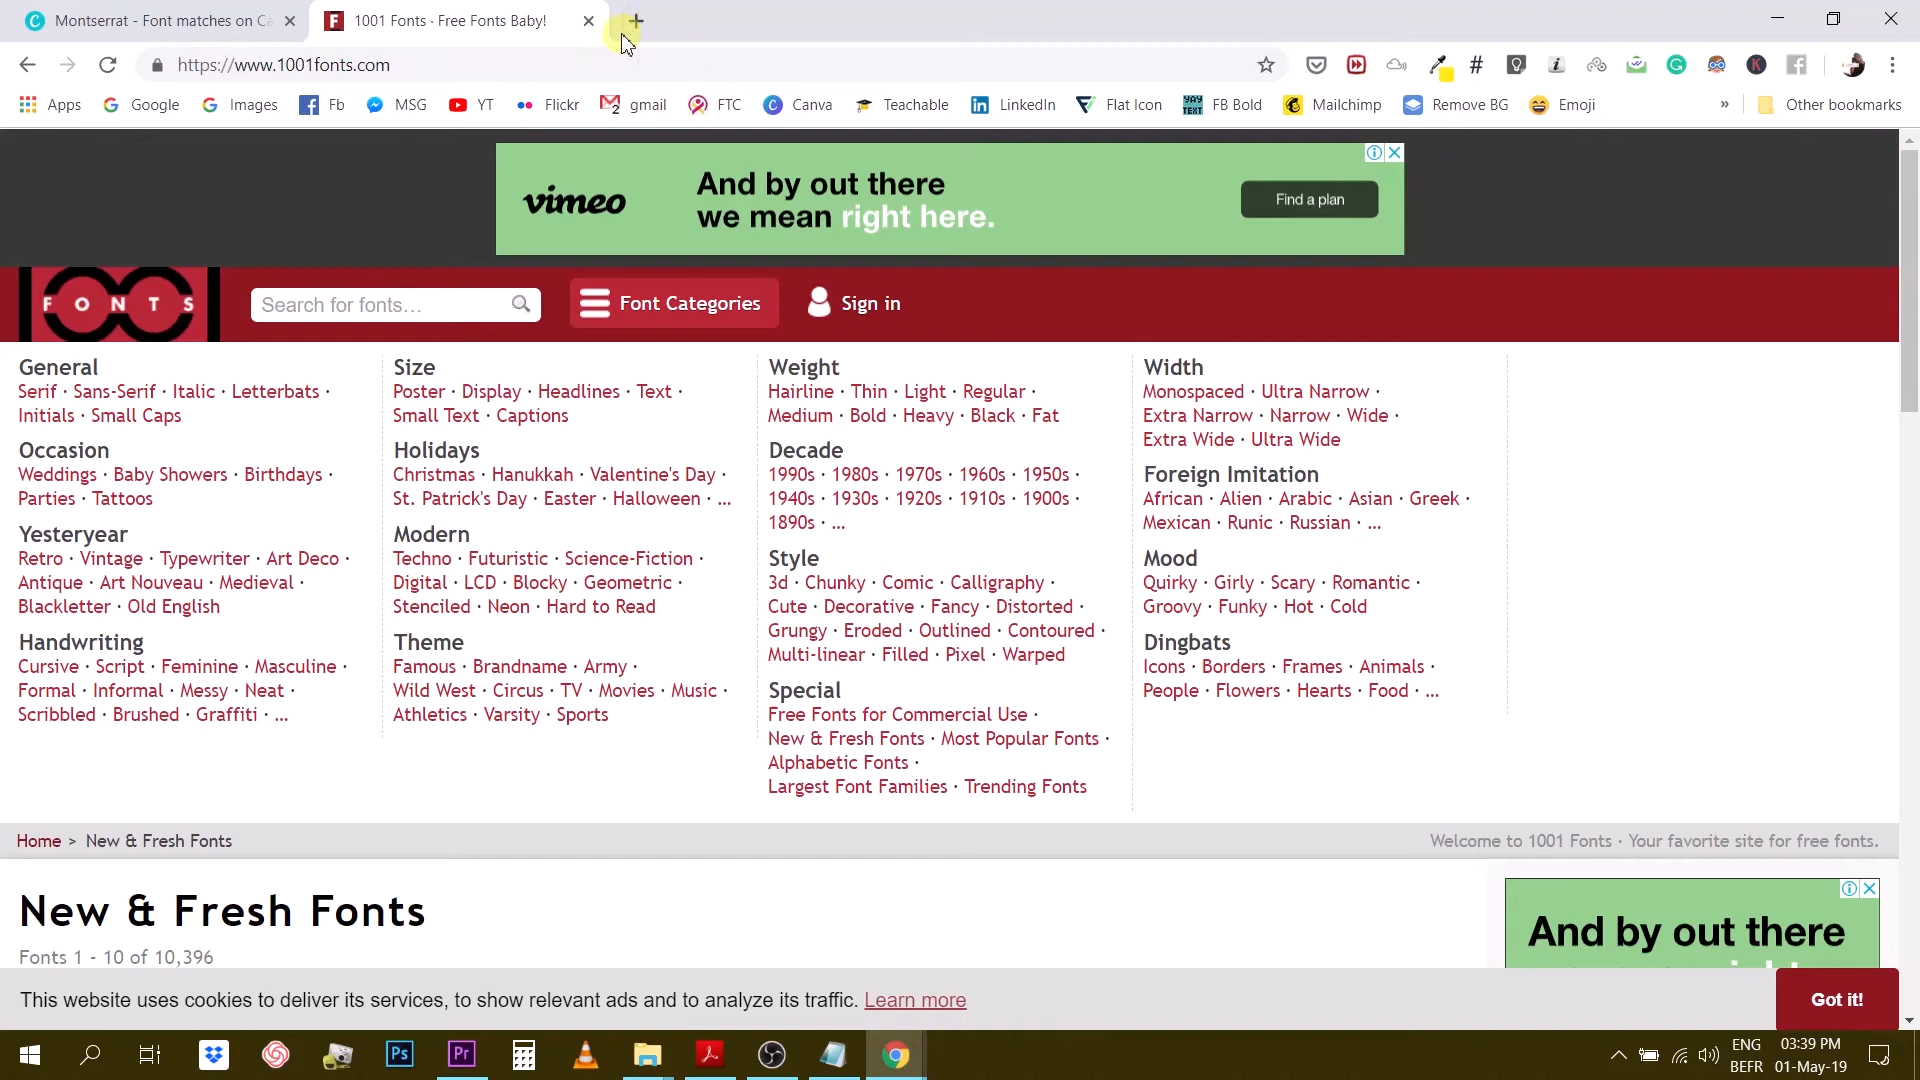 Montserrat - Font matches on Ca
1001 Fonts · Free Fonts Baby!
https://www.1001fonts.com
Apps Google Images Fb MSG YT Flickr gmail FTC Canva Teachable LinkedIn Flat Icon FB Bold Mailchimp Remove BG Emoji » Other bookmarks
vimeo
And by out there
we mean right here.
Find a plan
FONTS
Search for fonts...
Font Categories
Sign in
General
Serif · Sans-Serif · Italic · Letterbats ·
Initials · Small Caps
Occasion
Weddings · Baby Showers · Birthdays ·
Parties · Tattoos
Yesteryear
Retro · Vintage · Typewriter · Art Deco ·
Antique · Art Nouveau · Medieval ·
Blackletter · Old English
Handwriting
Cursive · Script · Feminine · Masculine ·
Formal · Informal · Messy · Neat ·
Scribbled · Brushed · Graffiti · ...
Size
Poster · Display · Headlines · Text ·
Small Text · Captions
Holidays
Christmas · Hanukkah · Valentine's Day ·
St. Patrick's Day · Easter · Halloween · ...
Modern
Techno · Futuristic · Science-Fiction ·
Digital · LCD · Blocky · Geometric ·
Stenciled · Neon · Hard to Read
Theme
Famous · Brandname · Army ·
Wild West · Circus · TV · Movies · Music ·
Athletics · Varsity · Sports
Weight
Hairline · Thin · Light · Regular ·
Medium · Bold · Heavy · Black · Fat
Decade
1990s · 1980s · 1970s · 1960s · 1950s ·
1940s · 1930s · 1920s · 1910s · 1900s ·
1890s · ...
Style
3d · Chunky · Comic · Calligraphy ·
Cute · Decorative · Fancy · Distorted ·
Grungy · Eroded · Outlined · Contoured ·
Multi-linear · Filled · Pixel · Warped
Special
Free Fonts for Commercial Use ·
New & Fresh Fonts · Most Popular Fonts ·
Alphabetic Fonts ·
Largest Font Families · Trending Fonts
Width
Monospaced · Ultra Narrow ·
Extra Narrow · Narrow · Wide ·
Extra Wide · Ultra Wide
Foreign Imitation
African · Alien · Arabic · Asian · Greek ·
Mexican · Runic · Russian · ...
Mood
Quirky · Girly · Scary · Romantic ·
Groovy · Funky · Hot · Cold
Dingbats
Icons · Borders · Frames · Animals ·
People · Flowers · Hearts · Food · ...
Home > New & Fresh Fonts
Welcome to 1001 Fonts · Your favorite site for free fonts.
New & Fresh Fonts
Fonts 1 - 10 of 10,396
And by out there
This website uses cookies to deliver its services, to show relevant ads and to analyze its traffic. Learn more
Got it!
Ps
Pr
ENG
BEFR
03:39 PM
01-May-19